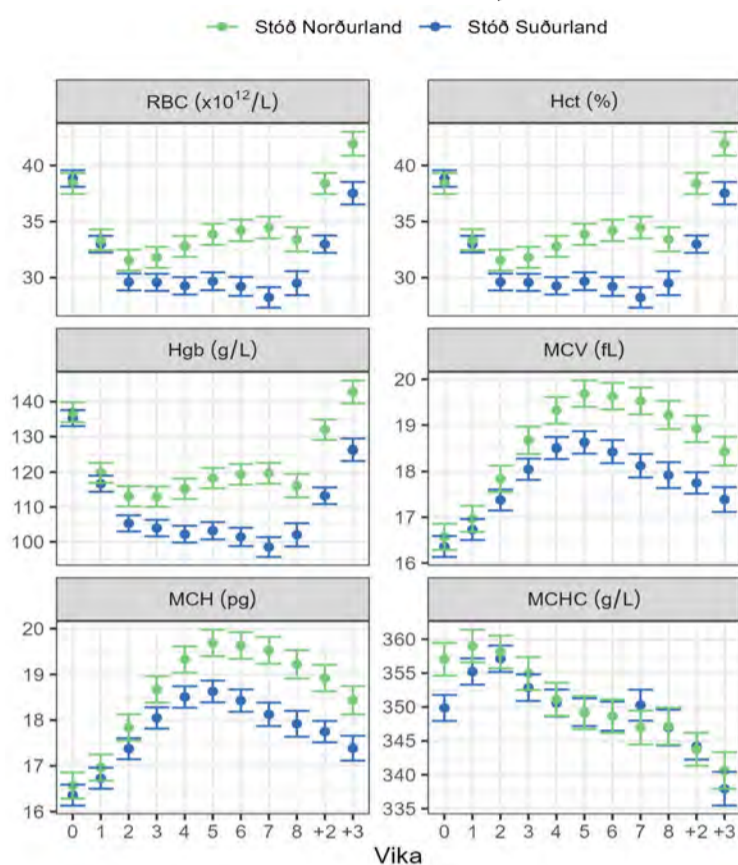 Stóð Norðurland Stóð Suðurland
RBC (x10¹²/L)
Hct (%)
40
35
30
40
35
30
Hgb (g/L)
MCV (fL)
140
130
120
110
100
20
19
18
17
16
MCH (pg)
MCHC (g/L)
20
19
18
17
16
360
355
350
345
340
335
0 1 2 3 4 5 6 7 8 +2 +3
0 1 2 3 4 5 6 7 8 +2 +3
Vika